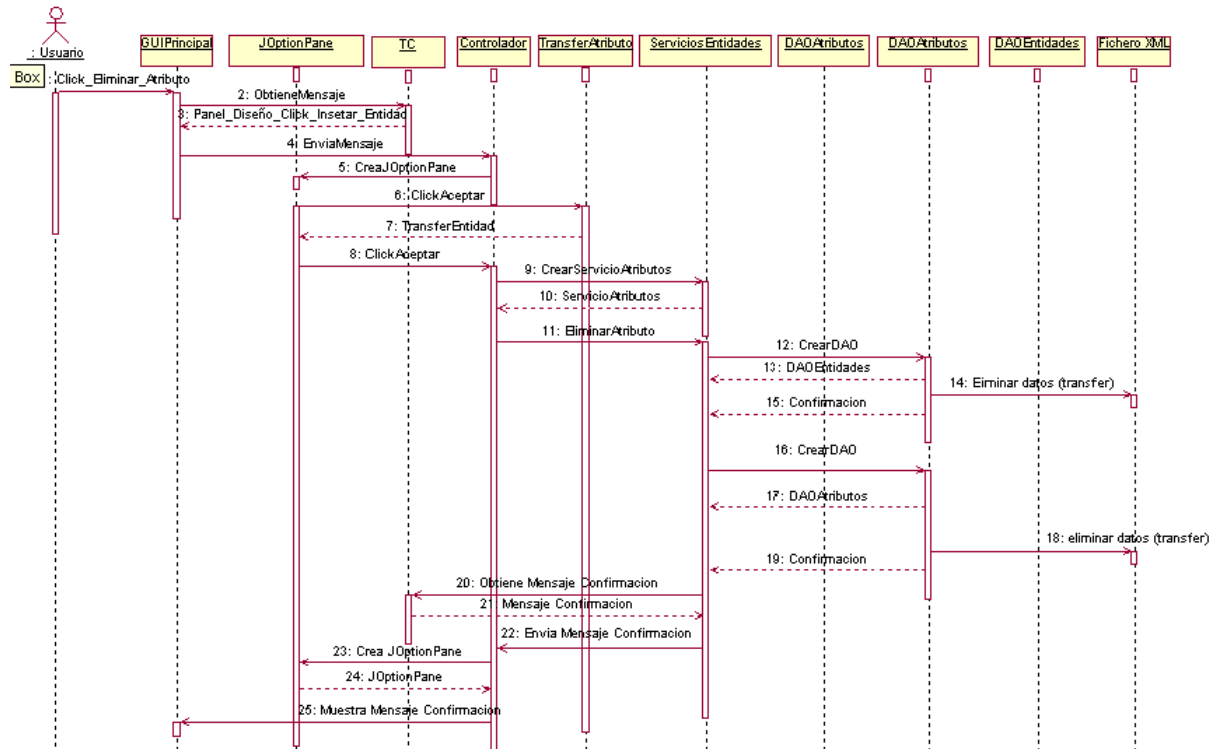 : Usuario
GUIPrincipal
JOptionPane
TC
Controlador
TransferAtributo
ServiciosEntidades
DAOAtributos
DAOAtributos
DAOEntidades
Fichero XML
Box
: Click_Eliminar_Atributo
2: ObtieneMensaje
3: Panel_Diseño_Click_Insetar_Entidad
4: EnviaMensaje
5: CreaJOptionPane
6: ClickAceptar
7: TransferEntidad
8: ClickAceptar
9: CrearServicioAtributos
10: ServicioAtributos
11: EliminarAtributo
12: CrearDAO
13: DAOEntidades
14: Eirminar datos (transfer)
15: Confirmacion
16: CrearDAO
17: DAOAtributos
18: eliminar datos (transfer)
19: Confirmacion
20: Obtiene Mensaje Confirmacion
21: Mensaje Confirmacion
22: Envia Mensaje Confirmacion
23: Crea JOptionPane
24: JOptionPane
25: Muestra Mensaje Confirmacion